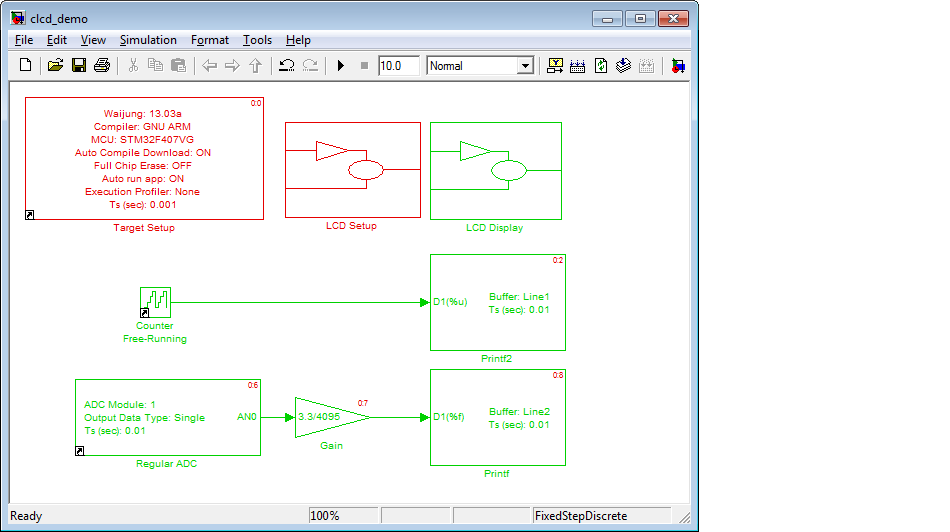 clcd_demo
File Edit View Simulation Format Tools Help
10.0 Normal
0:0
Waijung: 13.03a
Compiler: GNU ARM
MCU: STM32F407VG
Auto Compile Download: ON
Full Chip Erase: OFF
Auto run app: ON
Execution Profiler: None
Ts (sec): 0.001
Target Setup
LCD Setup
LCD Display
Counter
Free-Running
0:2
D1(%u)
Buffer: Line1
Ts (sec): 0.01
Printf2
0:6
ADC Module: 1
Output Data Type: Single
Ts (sec): 0.01
AN0
Regular ADC
0:7
3.3/4095
Gain
0:8
D1(%f)
Buffer: Line2
Ts (sec): 0.01
Printf
Ready 100% FixedStepDiscrete